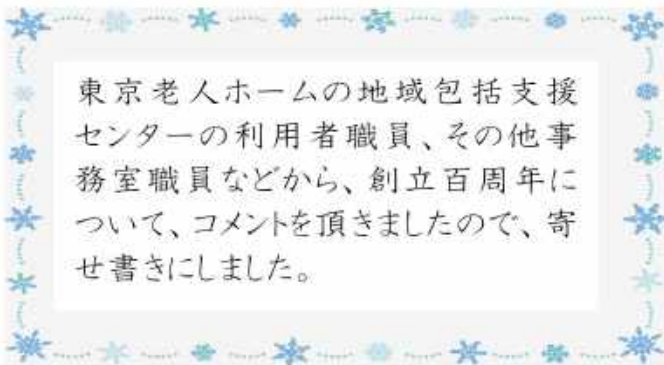 東京老人ホームの地域包括支援
センターの利用者職員、その他事
務室職員などから、創立百周年に
ついて、コメントを頂きましたので、寄
せ書きにしました。